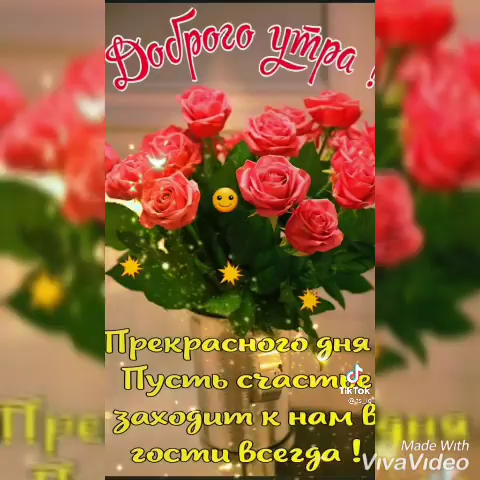 Доброго утра !
Прекрасного дня
Пусть счастье
заходит к нам в
гости всегда !
TikTok
Made With
VivaVideo